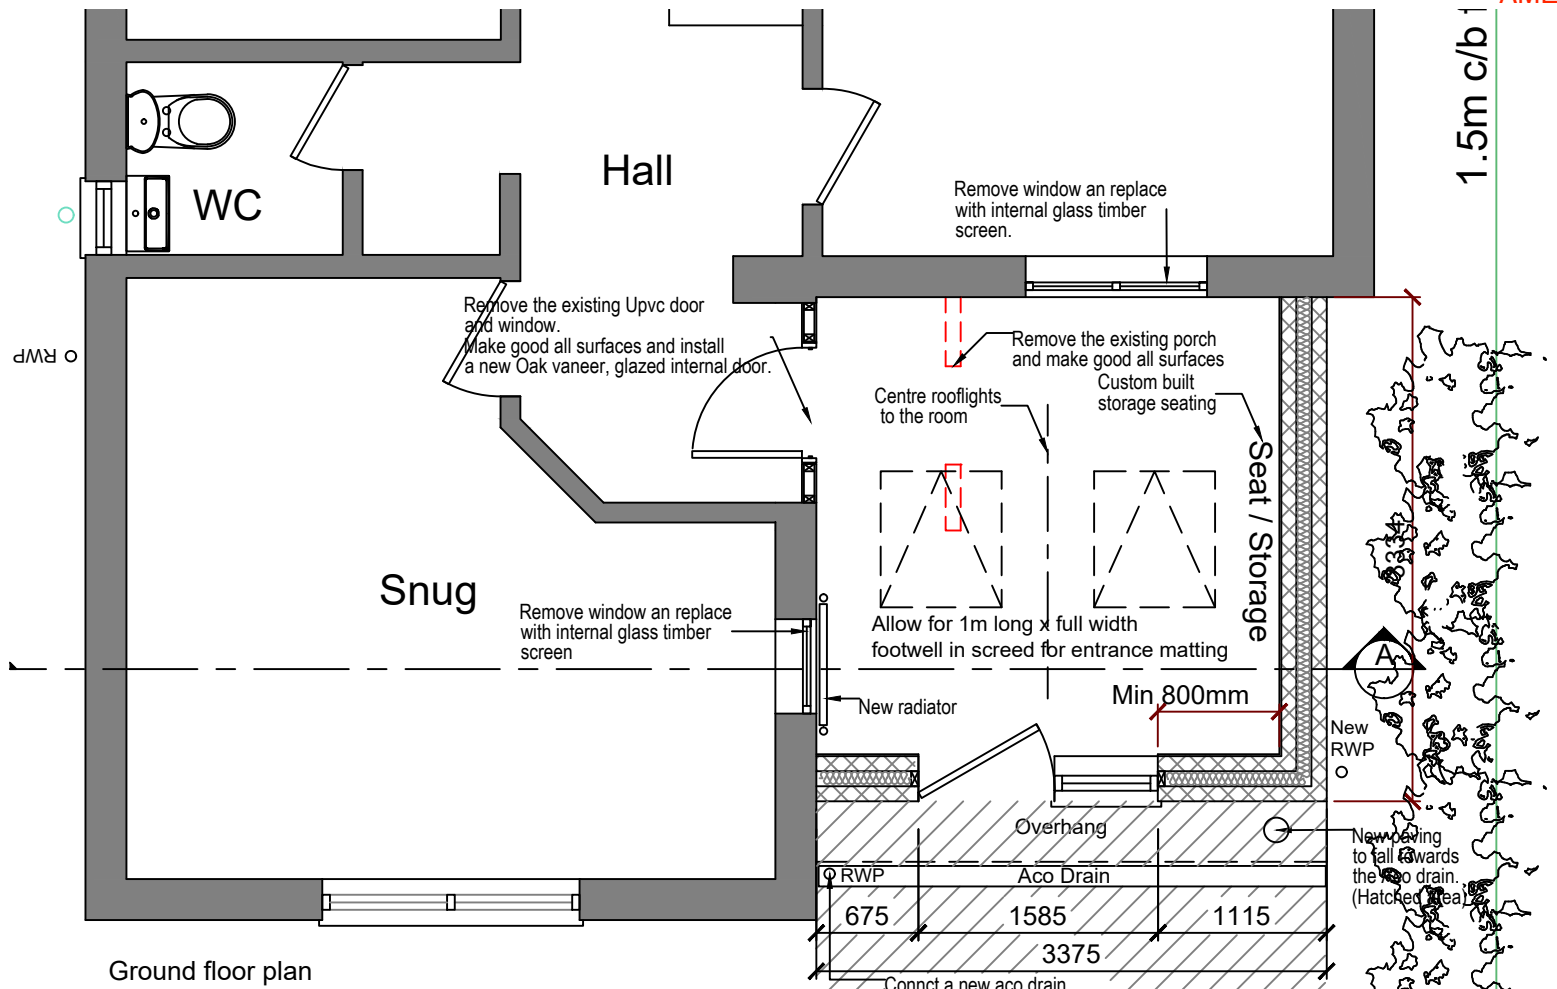 AME
1.5m c/b f
Hall
WC
Remove window an replace
with internal glass timber
screen.
Remove the existing Upvc door
and window.
Make good all surfaces and install
a new Oak vaneer, glazed internal door.
RWP
Remove the existing porch
and make good all surfaces
Custom built
storage seating
Centre rooflights
to the room
Seat / Storage
Snug
Remove window an replace
with internal glass timber
screen
Allow for 1m long x full width
footwell in screed for entrance matting
A
Min 800mm
New radiator
New
RWP
Overhang
New paving
to fall towards
the Aco drain.
(Hatched area)
RWP
Aco Drain
675
1585
1115
3375
Connct a new aco drain
Ground floor plan